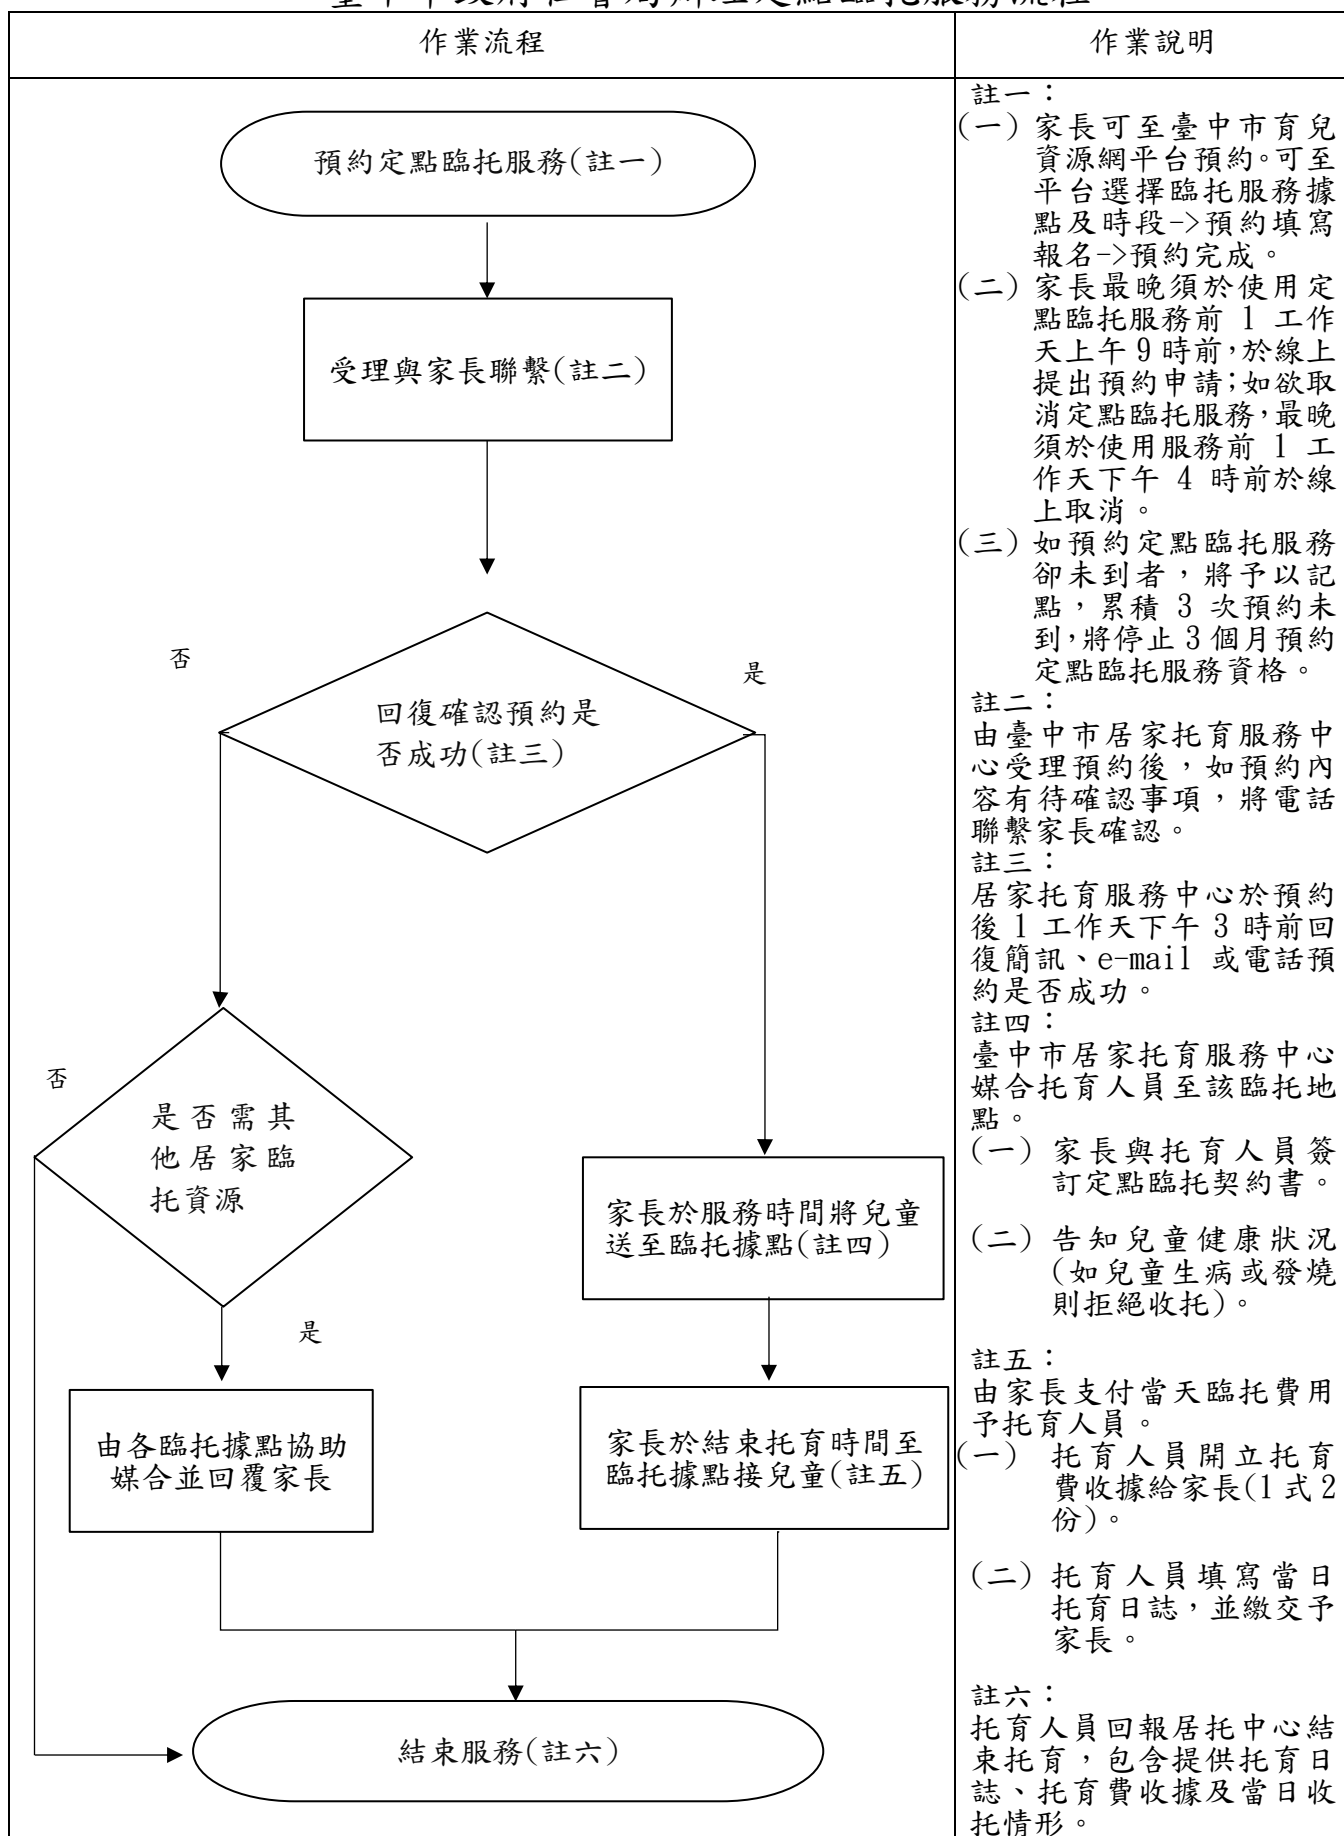 臺中市政府社會局辦理定點臨托服務流程
作業流程
作業說明
預約定點臨托服務(註一)
受理與家長聯繫(註二)
否
是
回復確認預約是
否成功(註三)
否
是否需其
他居家臨
托資源
是
家長於服務時間將兒童
送至臨托據點(註四)
由各臨托據點協助
媒合並回覆家長
家長於結束托育時間至
臨托據點接兒童(註五)
結束服務(註六)
註一：
(一) 家長可至臺中市育兒
資源網平台預約。可至
平台選擇臨托服務據
點及時段->預約填寫
報名->預約完成。
(二) 家長最晚須於使用定
點臨托服務前 1 工作
天上午 9 時前，於線上
提出預約申請；如欲取
消定點臨托服務，最晚
須於使用服務前 1 工
作天下午 4 時前於線
上取消。
(三) 如預約定點臨托服務
卻未到者，將予以記
點，累積 3 次預約未
到，將停止 3 個月預約
定點臨托服務資格。
註二：
由臺中市居家托育服務中
心受理預約後，如預約內
容有待確認事項，將電話
聯繫家長確認。
註三：
居家托育服務中心於預約
後 1 工作天下午 3 時前回
復簡訊、e-mail 或電話預
約是否成功。
註四：
臺中市居家托育服務中心
媒合托育人員至該臨托地
點。
(一) 家長與托育人員簽
訂定點臨托契約書。
(二) 告知兒童健康狀況
(如兒童生病或發燒
則拒絕收托)。
註五：
由家長支付當天臨托費用
予托育人員。
(一) 托育人員開立托育
費收據給家長(1 式 2
份)。
(二) 托育人員填寫當日
托育日誌，並繳交予
家長。
註六：
托育人員回報居托中心結
束托育，包含提供托育日
誌、托育費收據及當日收
托情形。